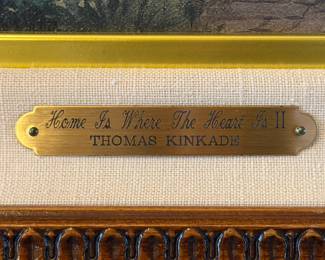 Home Is Where The Heart Is II
THOMAS KINKADE